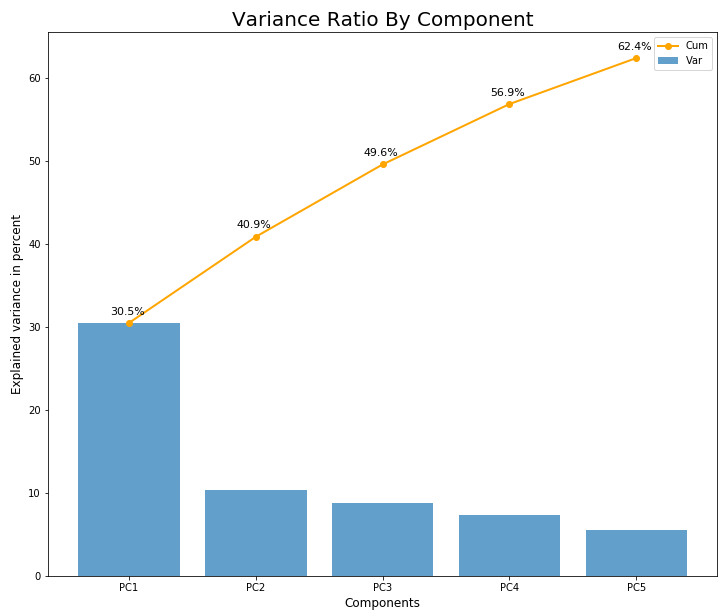 Variance Ratio By Component
Cum
Var
62.4%
56.9%
49.6%
40.9%
30.5%
60
50
40
30
20
10
0
Explained variance in percent
PC1 PC2 PC3 PC4 PC5
Components